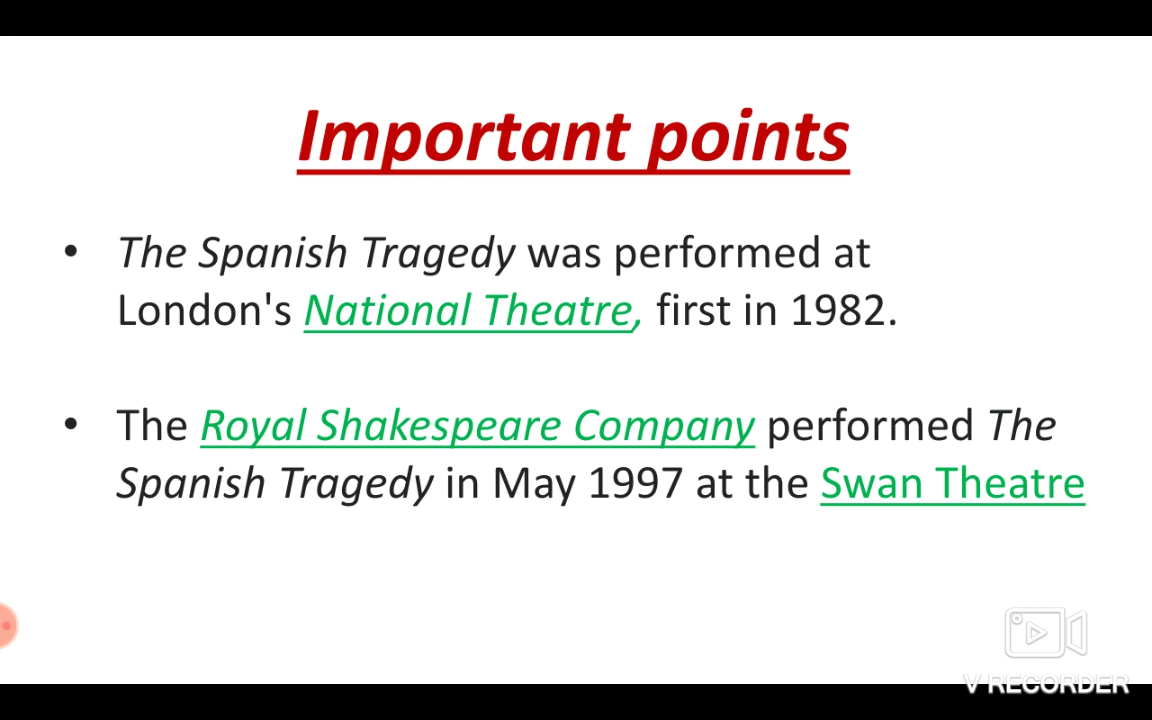 Important points
• The Spanish Tragedy was performed at
London's National Theatre, first in 1982.
• The Royal Shakespeare Company performed The
Spanish Tragedy in May 1997 at the Swan Theatre
V RECORDER